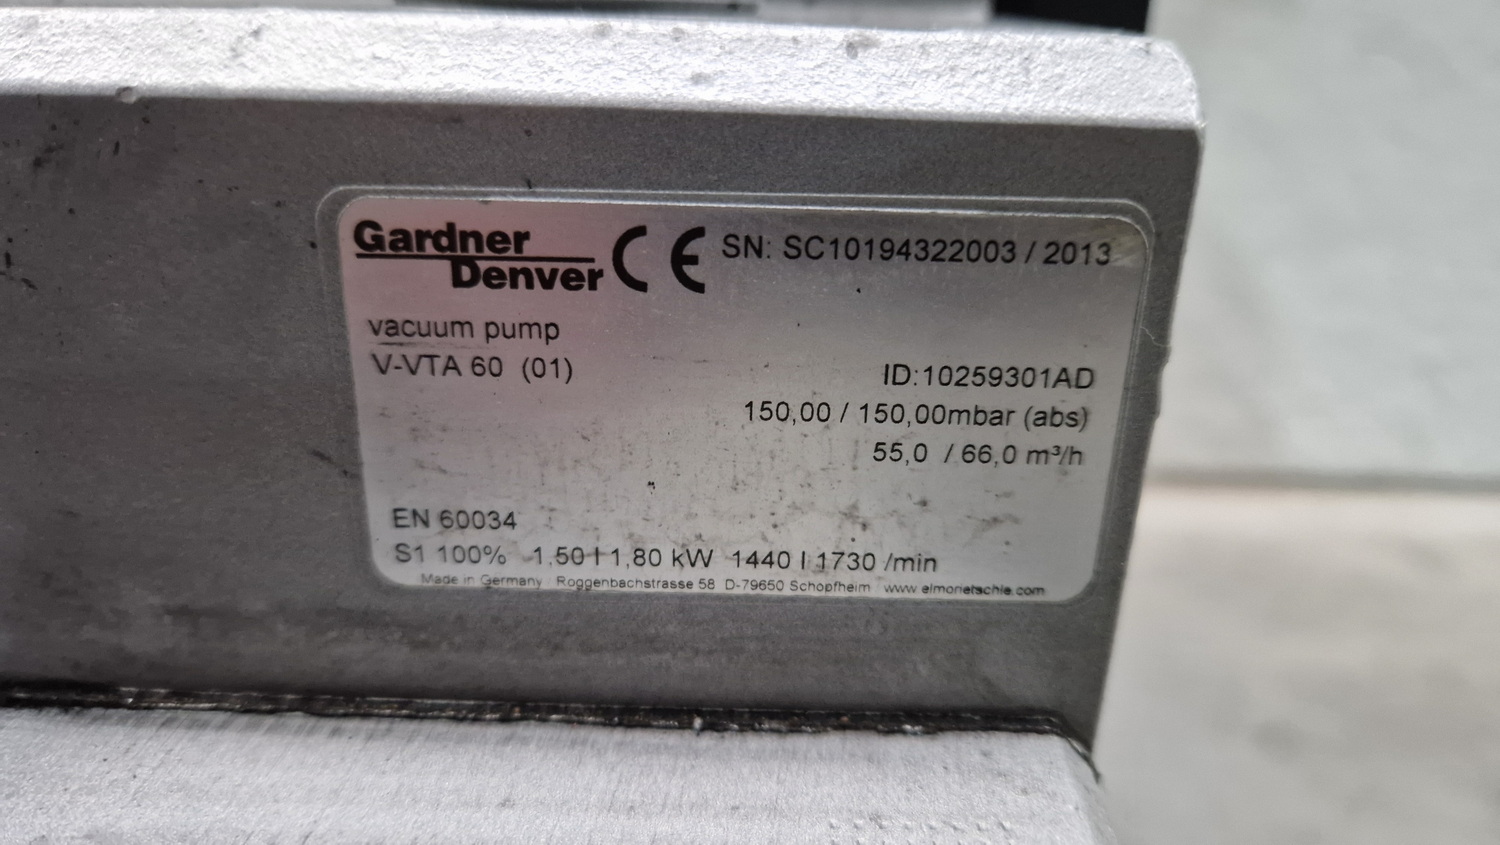 Gardner
Denver CE SN: SC10194322003 / 2013
vacuum pump
V-VTA 60 (01) ID:10259301AD
150,00 / 150,00mbar (abs)
55,0 / 66,0 m³/h
EN 60034
S1 100% 1,50 | 1,80 kW 1440 | 1730 /min
Made in Germany Roggenbachstrasse 58 D-79650 Schopfheim www elmorietschle.com